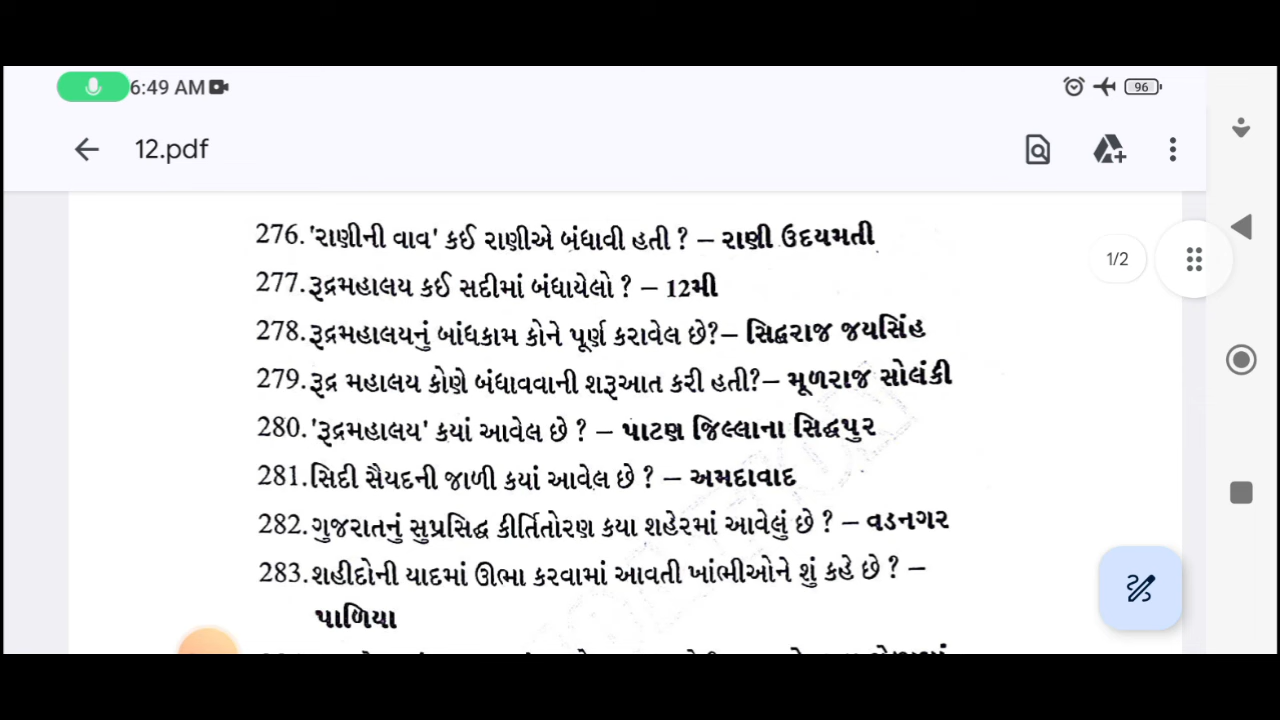 6:49 AM
96
12.pdf
1/2
276. 'રાણીની વાવ' કઈ રાણીએ બંધાવી હતી ? – રાણી ઉદયમતી
277. રૂદ્રમહાલય કઈ સદીમાં બંધાયેલો ? – 12મી
278. રૂદ્રમહાલયનું બાંધકામ કોને પૂર્ણ કરાવેલ છે?– સિદ્ધરાજ જયસિંહ
279. રૂદ્ર મહાલય કોણે બંધાવવાની શરૂઆત કરી હતી?– મૂળરાજ સોલંકી
280. 'રૂદ્રમહાલય' કયાં આવેલ છે ? – પાટણ જિલ્લાના સિદ્ધપુર
281. સિદી સૈયદની જાળી કયાં આવેલ છે ? – અમદાવાદ
282. ગુજરાતનું સુપ્રસિદ્ધ કીર્તિતોરણ કયા શહેરમાં આવેલું છે ? – વડનગર
283. શહીદોની યાદમાં ઊભા કરવામાં આવતી ખાંભીઓને શું કહે છે ? –
પાળિયા